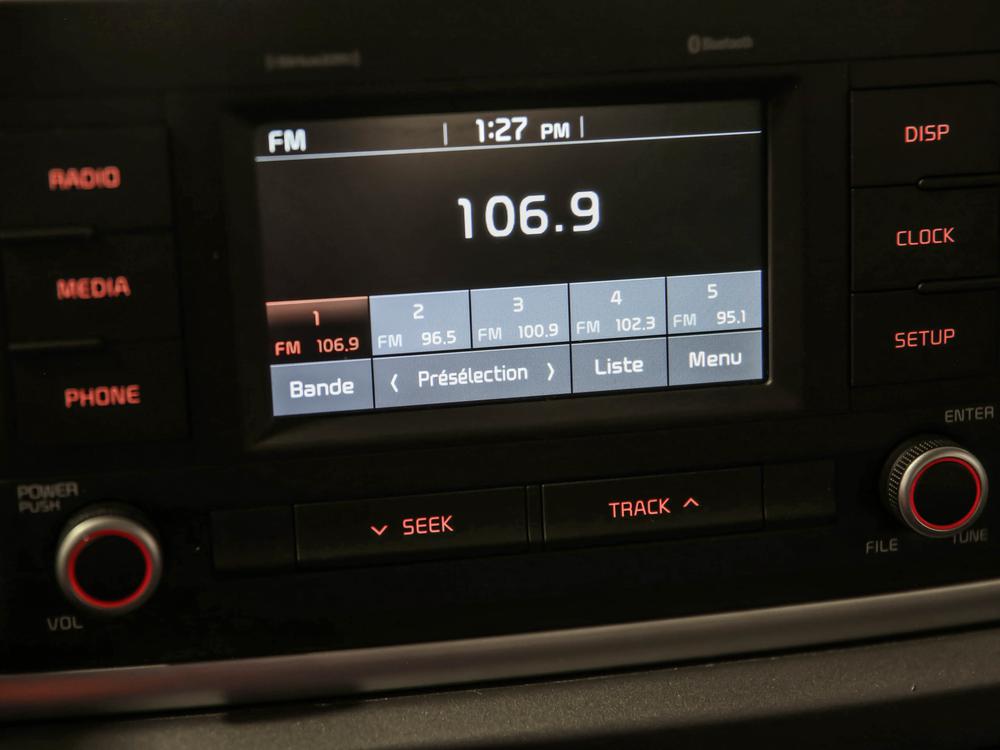 SiriusXM
Bluetooth
FM | 1:27 PM |
106.9
1 2 3 4 5
FM 106.9 FM 96.5 FM 100.9 FM 102.3 FM 95.1
Bande ‹ Présélection › Liste Menu
RADIO
MEDIA
PHONE
DISP
CLOCK
SETUP
POWER
PUSH
VOL
SEEK
TRACK
ENTER
FILE
TUNE